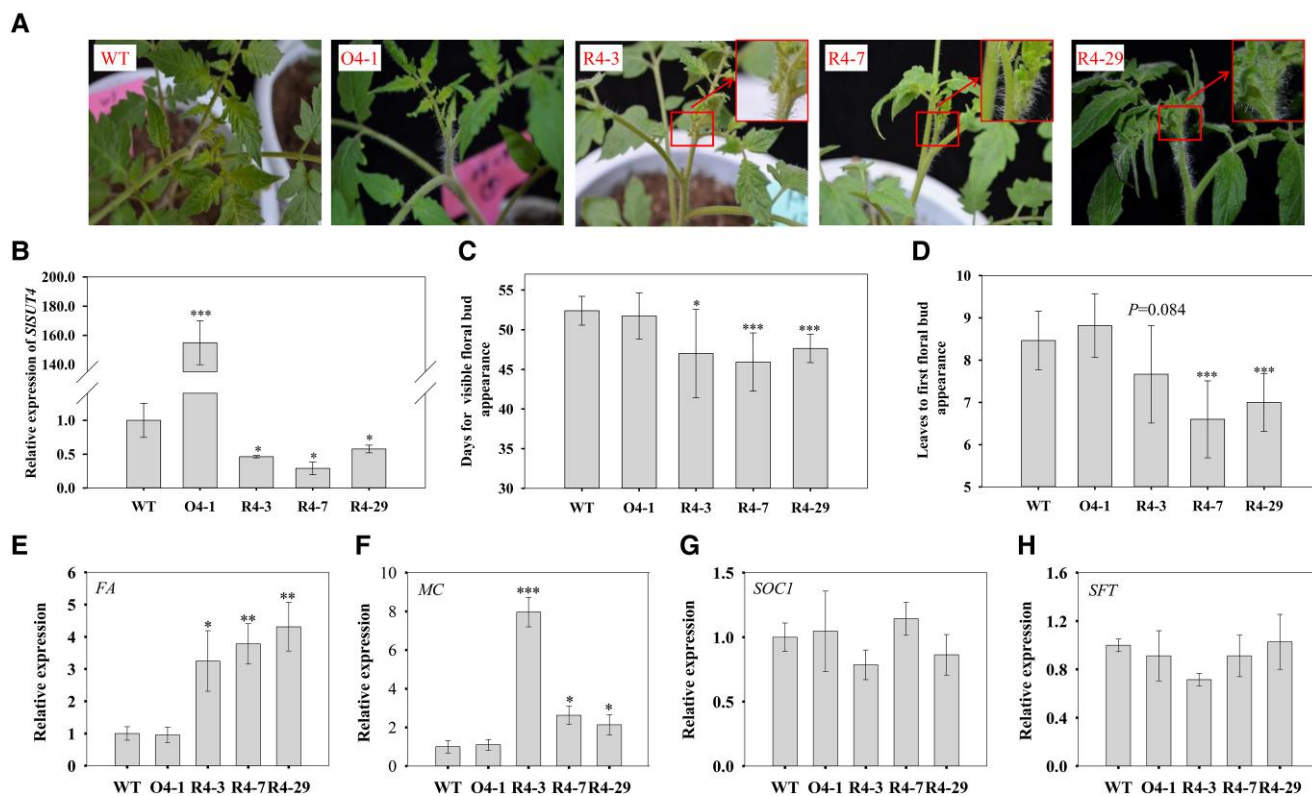 A
WT
O4-1
R4-3
R4-7
R4-29
B
Relative expression of SlSUT4
200.0
180.0
160.0
140.0
1.0
0.5
0.0
***
*
*
*
WT O4-1 R4-3 R4-7 R4-29
C
Days for visible floral bud
appearance
55
50
45
40
35
30
*
***
***
WT O4-1 R4-3 R4-7 R4-29
D
Leaves to first floral bud
appearance
10
9
8
7
6
5
P=0.084
***
***
WT O4-1 R4-3 R4-7 R4-29
E
Relative expression
6
5
4
3
2
1
0
FA
*
**
**
WT O4-1 R4-3 R4-7 R4-29
F
Relative expression
10
8
6
4
2
0
MC
***
*
*
WT O4-1 R4-3 R4-7 R4-29
G
Relative expression
1.5
1.0
0.5
0.0
SOC1
WT O4-1 R4-3 R4-7 R4-29
H
Relative expression
1.6
1.2
0.8
0.4
0.0
SFT
WT O4-1 R4-3 R4-7 R4-29